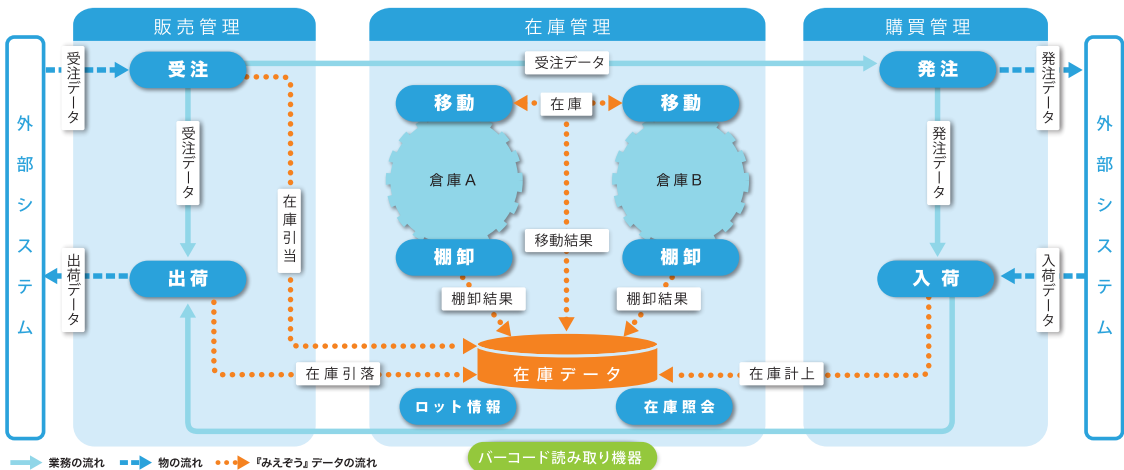 販売管理
在庫管理
購買管理
外部システム
受注データ
受注
受注データ
発注
発注データ
外部システム
移動
在庫
移動
受注データ
倉庫A
倉庫B
発注データ
在庫引当
移動結果
棚卸
棚卸
出荷データ
出荷
入荷
入荷データ
棚卸結果
棚卸結果
在庫引落
在庫データ
在庫計上
ロット情報
在庫照会
バーコード読み取り機器
業務の流れ
物の流れ
『みえぞう』データの流れ